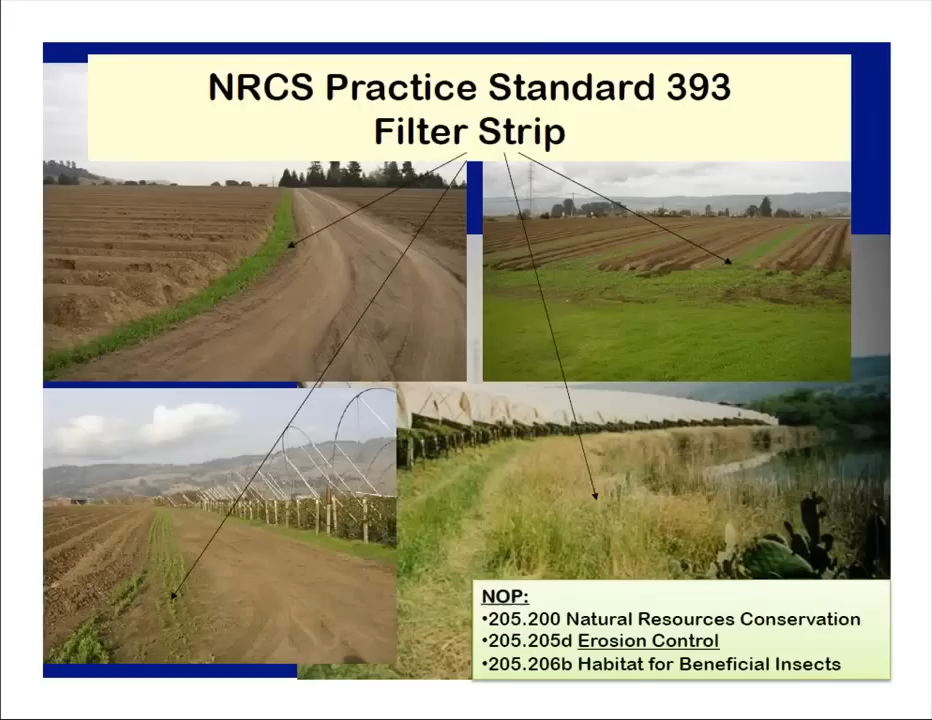 NRCS Practice Standard 393
Filter Strip
NOP:
•205.200 Natural Resources Conservation
•205.205d Erosion Control
•205.206b Habitat for Beneficial Insects